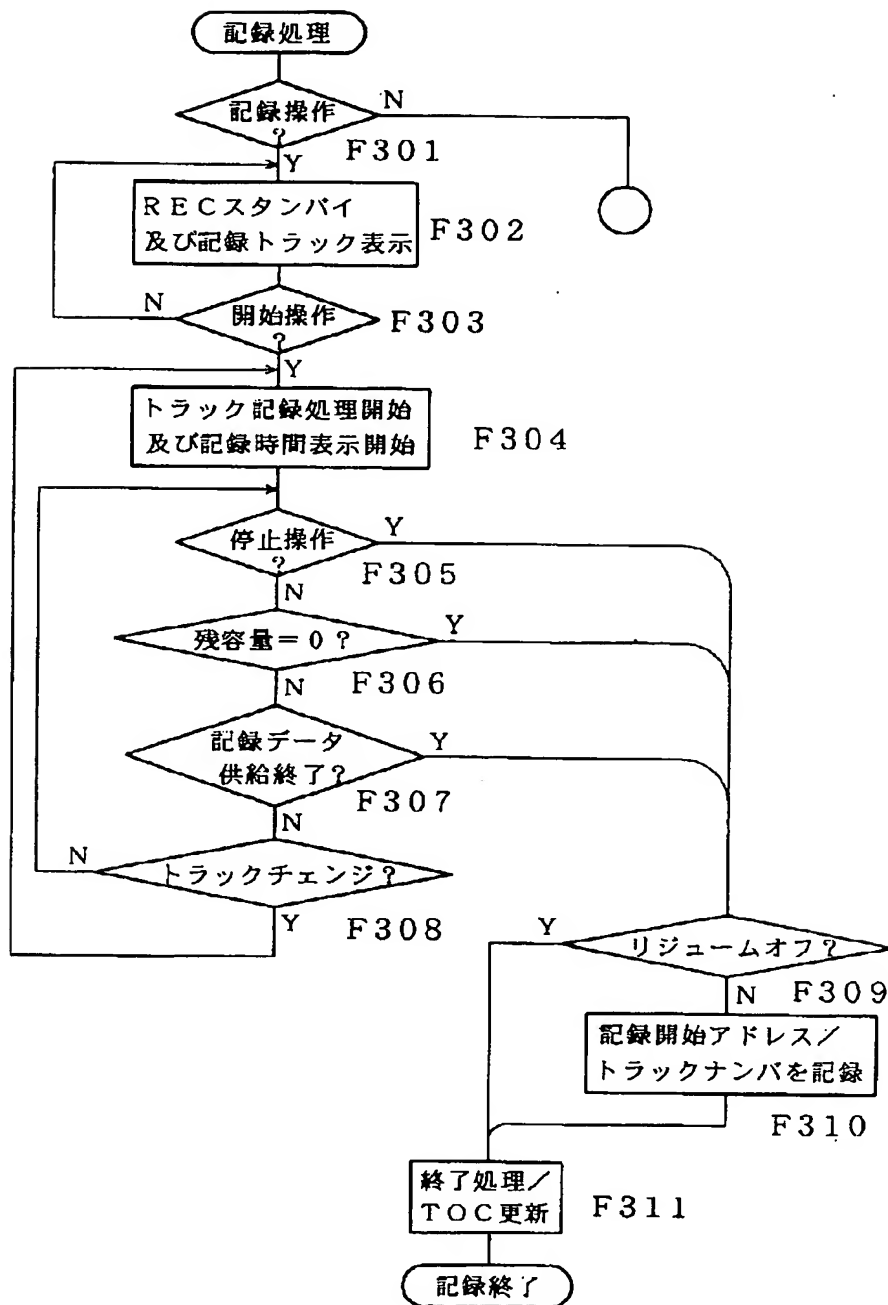 記録処理
記録操作
?
N
F301
Y
RECスタンバイ
及び記録トラック表示
F302
N
開始操作
?
F303
Y
トラック記録処理開始
及び記録時間表示開始
F304
停止操作
?
Y
F305
N
残容量=0?
Y
F306
N
記録データ
供給終了?
Y
F307
N
N
トラックチェンジ?
F308
Y
Y
リジュームオフ?
F309
N
記録開始アドレス/
トラックナンバを記録
F310
終了処理/
TOC更新
F311
記録終了